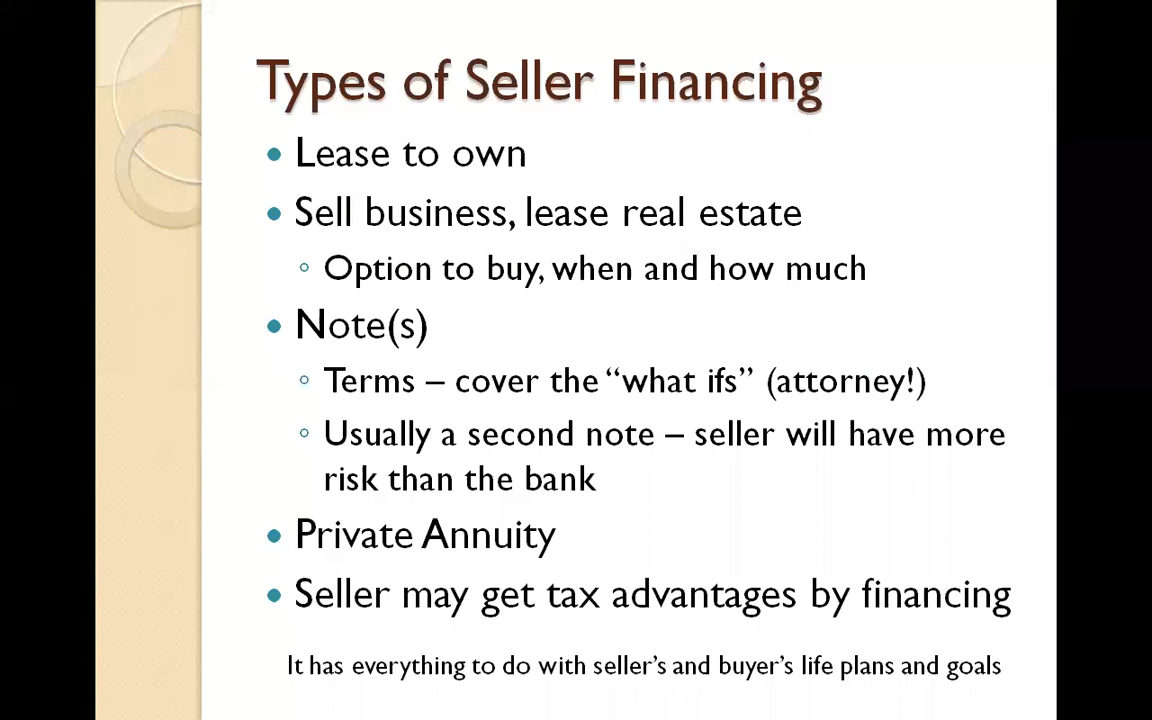 Types of Seller Financing
• Lease to own
• Sell business, lease real estate
◦ Option to buy, when and how much
• Note(s)
◦ Terms – cover the “what ifs” (attorney!)
◦ Usually a second note – seller will have more
risk than the bank
• Private Annuity
• Seller may get tax advantages by financing
It has everything to do with seller’s and buyer’s life plans and goals